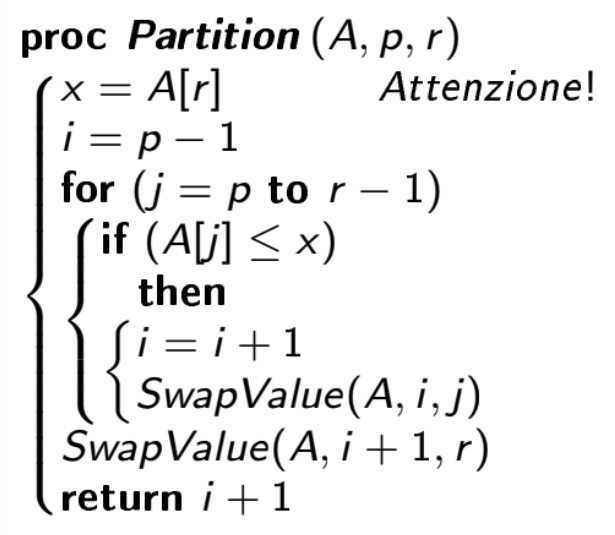 proc Partition (A, p, r)
x = A[r] Attenzione!
i = p − 1
for (j = p to r − 1)
if (A[j] ≤ x)
then
i = i + 1
SwapValue(A, i, j)
SwapValue(A, i + 1, r)
return i + 1